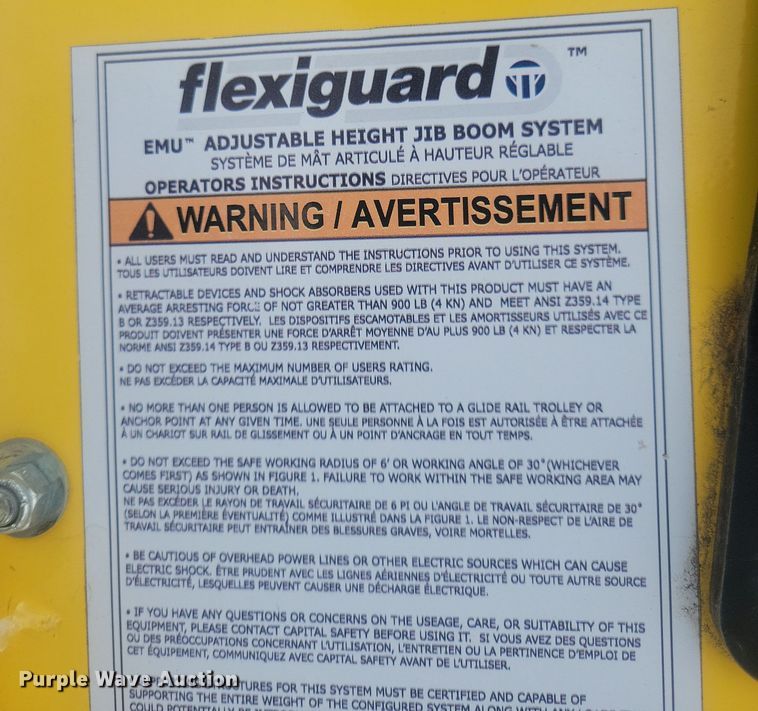 flexiguard ™
EMU™ ADJUSTABLE HEIGHT JIB BOOM SYSTEM
SYSTÈME DE MÂT ARTICULÉ À HAUTEUR RÉGLABLE
OPERATORS INSTRUCTIONS DIRECTIVES POUR L'OPÉRATEUR
WARNING / AVERTISSEMENT
• ALL USERS MUST READ AND UNDERSTAND THE INSTRUCTIONS PRIOR TO USING THIS SYSTEM.
TOUS LES UTILISATEURS DOIVENT LIRE ET COMPRENDRE LES DIRECTIVES AVANT D'UTILISER CE SYSTÈME.
• RETRACTABLE DEVICES AND SHOCK ABSORBERS USED WITH THIS PRODUCT MUST HAVE AN
AVERAGE ARRESTING FORCE OF NOT GREATER THAN 900 LB (4 KN) AND MEET ANSI Z359.14 TYPE
B OR Z359.13 RESPECTIVELY. LES DISPOSITIFS ESCAMOTABLES ET LES AMORTISSEURS UTILISÉS AVEC CE
PRODUIT DOIVENT PRÉSENTER UNE FORCE D'ARRÊT MOYENNE D'AU PLUS 900 LB (4 KN) ET RESPECTER LA
NORME ANSI Z359.14 TYPE B OU Z359.13 RESPECTIVEMENT.
• DO NOT EXCEED THE MAXIMUM NUMBER OF USERS RATING.
NE PAS EXCÉDER LA CAPACITÉ MAXIMALE D'UTILISATEURS.
• NO MORE THAN ONE PERSON IS ALLOWED TO BE ATTACHED TO A GLIDE RAIL TROLLEY OR
ANCHOR POINT AT ANY GIVEN TIME. UNE SEULE PERSONNE À LA FOIS EST AUTORISÉE À ÊTRE ATTACHÉE
À UN CHARIOT SUR RAIL DE GLISSEMENT OU À UN POINT D'ANCRAGE EN TOUT TEMPS.
• DO NOT EXCEED THE SAFE WORKING RADIUS OF 6' OR WORKING ANGLE OF 30° (WHICHEVER
COMES FIRST) AS SHOWN IN FIGURE 1. FAILURE TO WORK WITHIN THE SAFE WORKING AREA MAY
CAUSE SERIOUS INJURY OR DEATH.
NE PAS EXCÉDER LE RAYON DE TRAVAIL SÉCURITAIRE DE 6 PI OU L'ANGLE DE TRAVAIL SÉCURITAIRE DE 30°
(SELON LA PREMIÈRE ÉVENTUALITÉ) COMME ILLUSTRÉ DANS LA FIGURE 1. LE NON-RESPECT DE L'AIRE DE
TRAVAIL SÉCURITAIRE PEUT ENTRAÎNER DES BLESSURES GRAVES, VOIRE MORTELLES.
• BE CAUTIOUS OF OVERHEAD POWER LINES OR OTHER ELECTRIC SOURCES WHICH CAN CAUSE
ELECTRIC SHOCK. ÊTRE PRUDENT AVEC LES LIGNES AÉRIENNES D'ÉLECTRICITÉ OU TOUTE AUTRE SOURCE
D'ÉLECTRICITÉ, LESQUELLES PEUVENT CAUSER UNE DÉCHARGE ÉLECTRIQUE.
• IF YOU HAVE ANY QUESTIONS OR CONCERNS ON THE USEAGE, CARE, OR SUITABILITY OF THIS
EQUIPMENT, PLEASE CONTACT CAPITAL SAFETY BEFORE USING IT. SI VOUS AVEZ DES QUESTIONS
OU DES PRÉOCCUPATIONS CONCERNANT L'UTILISATION, L'ENTRETIEN OU LA PERTINENCE D'EMPLOI DE
CET ÉQUIPEMENT, COMMUNIQUEZ AVEC CAPITAL SAFETY AVANT DE L'UTILISER.
FOR THIS SYSTEM MUST BE CERTIFIED AND CAPABLE OF
SUPPORTING THE ENTIRE WEIGHT OF THE CONFIGURED SYSTEM ALONG WITH ANY
Purple Wave Auction